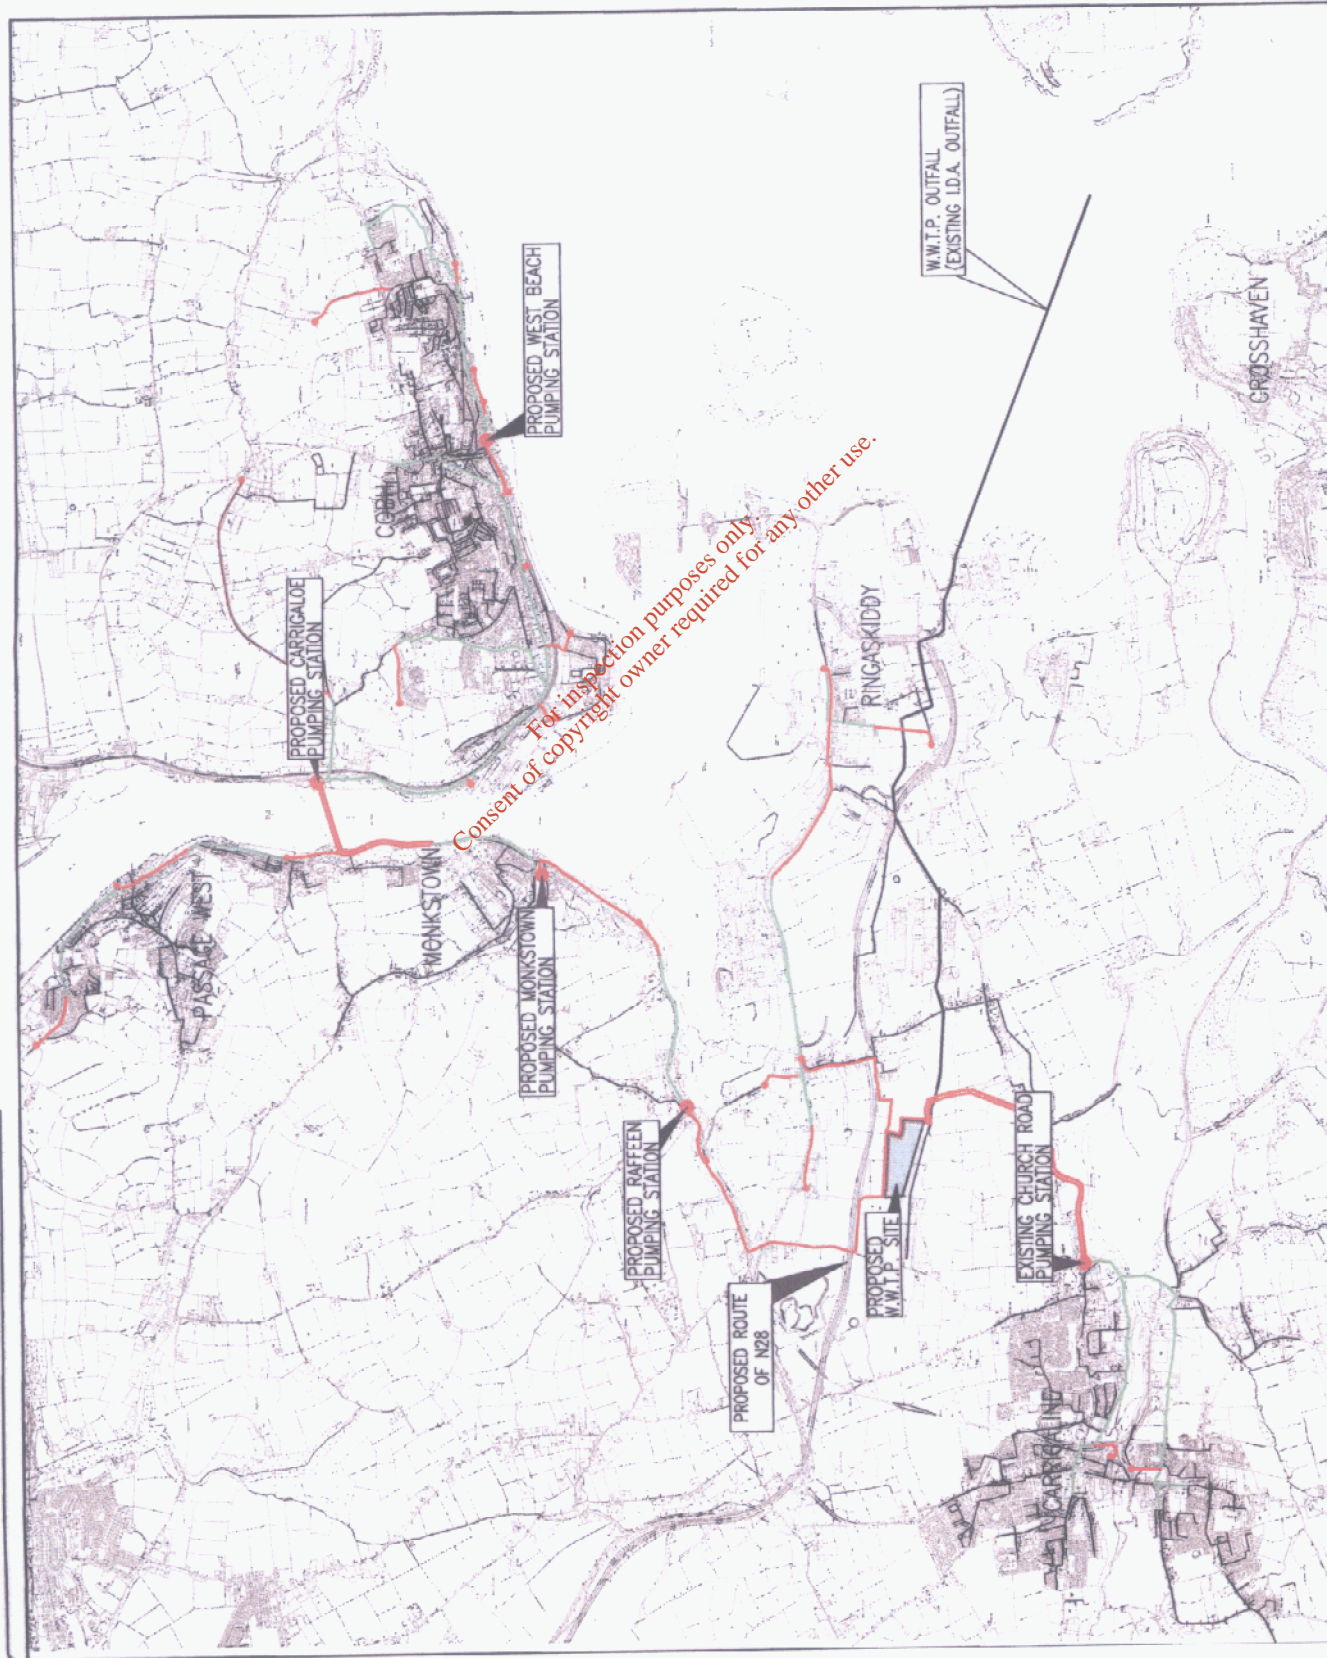 W.W.T.P. OUTFALL
(EXISTING I.D.A. OUTFALL)
PROPOSED WEST BEACH
PUMPING STATION
CROSSHAVEN
COBH
PROPOSED CARRIGALOE
PUMPING STATION
RINGASKIDDY
For inspection purposes only.
Consent of copyright owner required for any other use.
PASSAGE WEST
MONKSTOWN
PROPOSED MONKSTOWN
PUMPING STATION
PROPOSED RAFFEEN
PUMPING STATION
PROPOSED ROUTE
OF N28
PROPOSED
W.W.T.P. SITE
EXISTING CHURCH ROAD
PUMPING STATION
CARRIGALINE